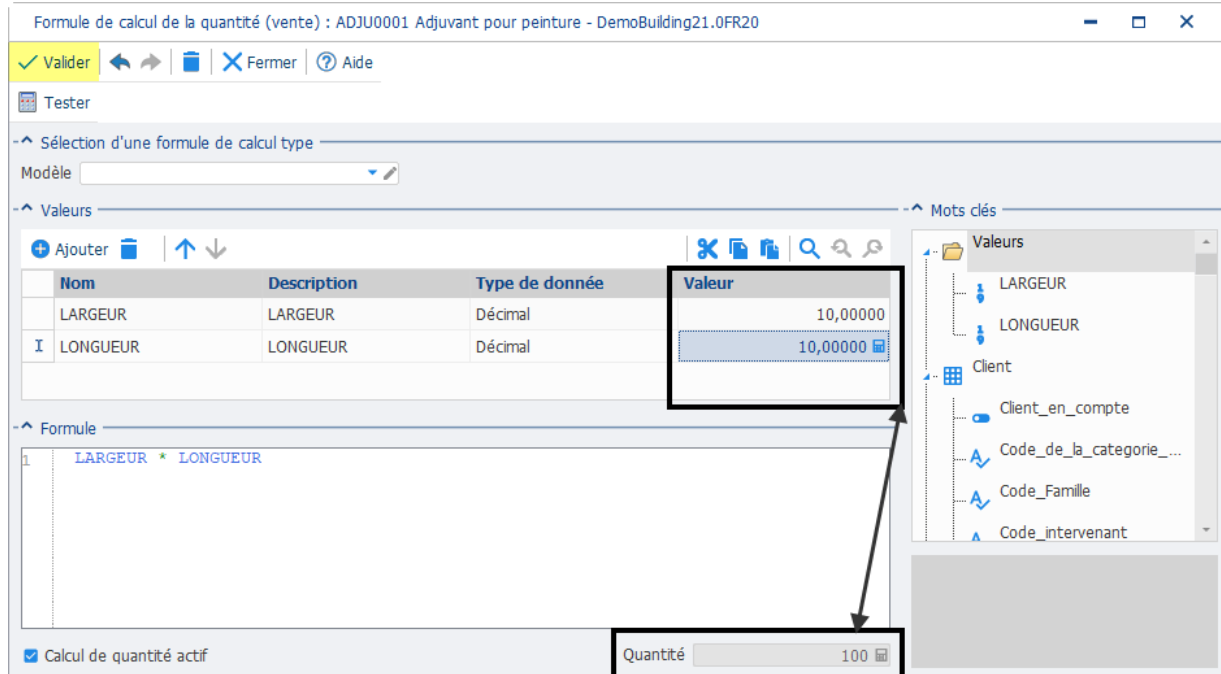 Formule de calcul de la quantité (vente) : ADJU0001 Adjuvant pour peinture - DemoBuilding21.0FR20
Valider Fermer Aide
Tester
Sélection d'une formule de calcul type
Modèle
Valeurs
Ajouter
Nom Description Type de donnée Valeur
LARGEUR LARGEUR Décimal 10,00000
LONGUEUR LONGUEUR Décimal 10,00000
Formule
1 LARGEUR * LONGUEUR
Calcul de quantité actif
Quantité 100
Mots clés
Valeurs
LARGEUR
LONGUEUR
Client
Client_en_compte
Code_de_la_categorie_...
Code_Famille
Code_intervenant